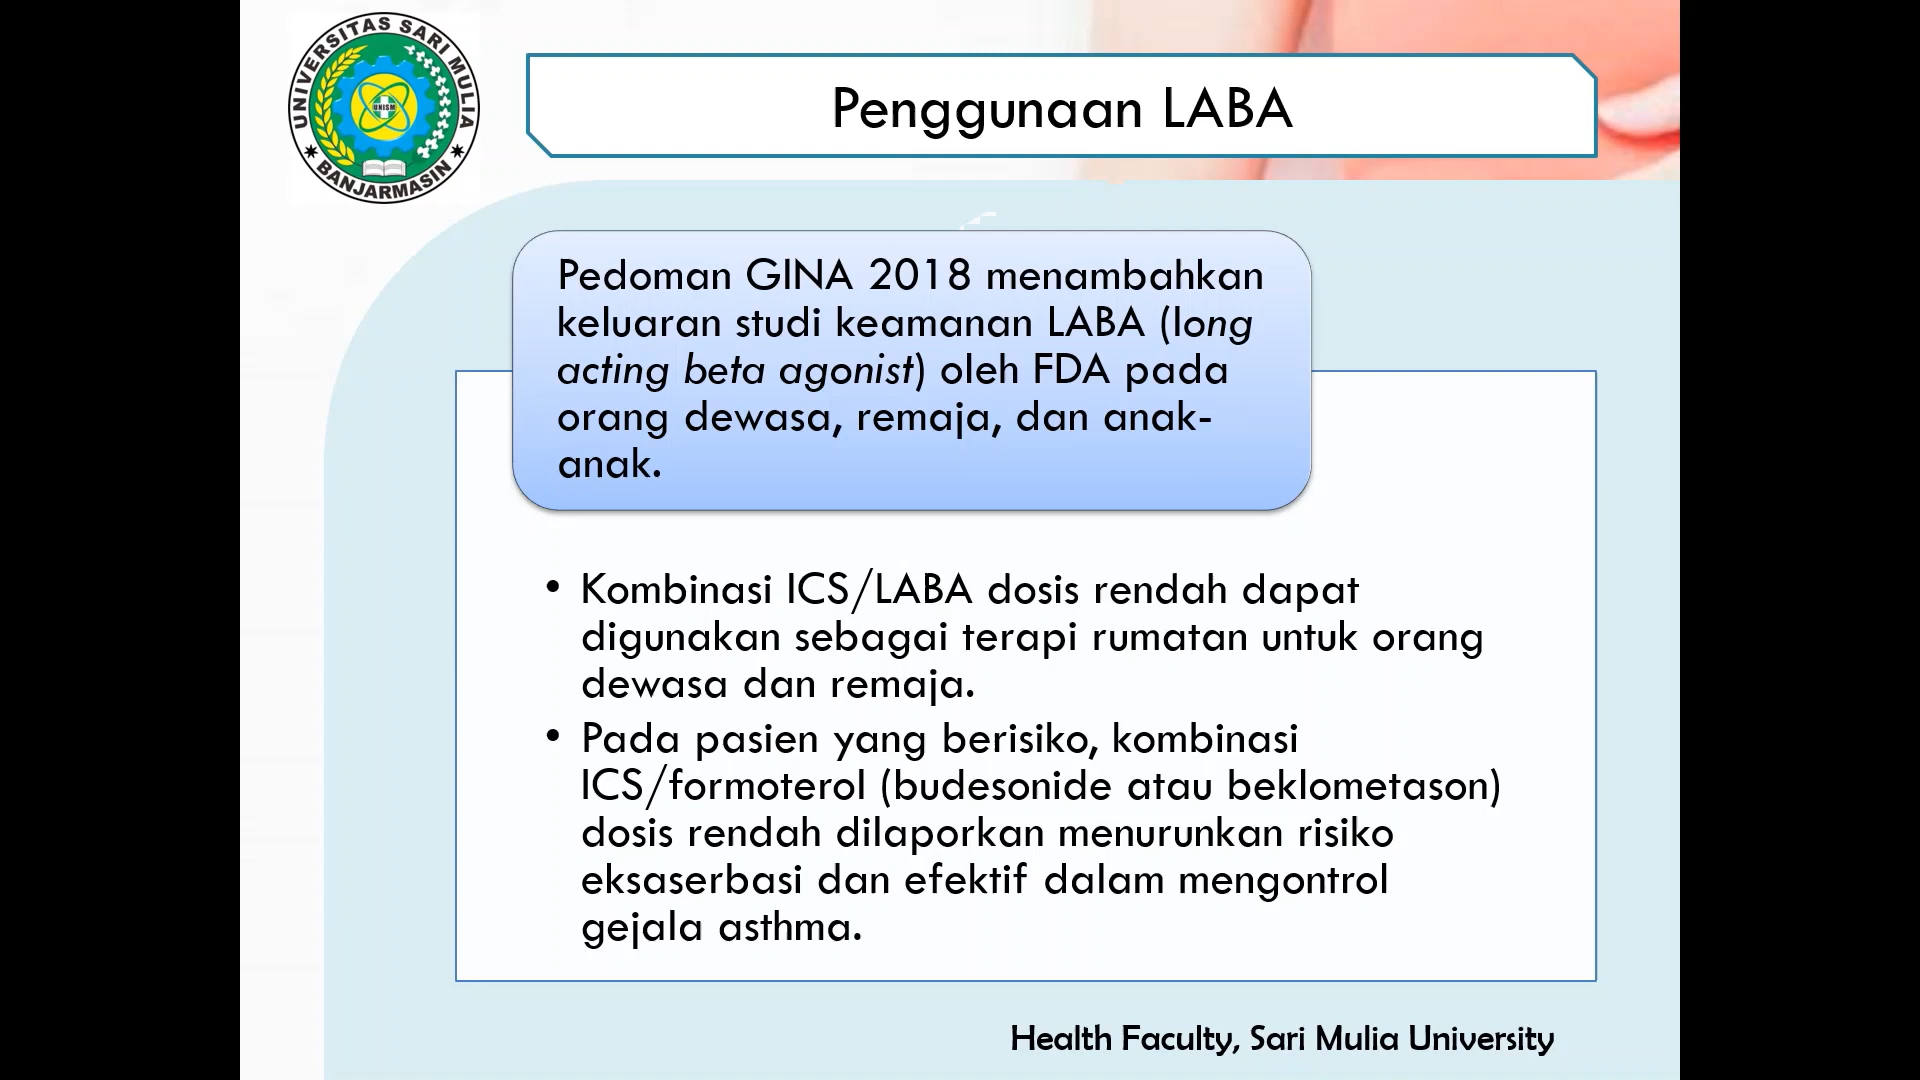 UNIVERSITAS SARI MULIA
UNISM
BANJARMASIN
Penggunaan LABA
Pedoman GINA 2018 menambahkan
keluaran studi keamanan LABA (long
acting beta agonist) oleh FDA pada
orang dewasa, remaja, dan anak-
anak.
• Kombinasi ICS/LABA dosis rendah dapat
digunakan sebagai terapi rumatan untuk orang
dewasa dan remaja.
• Pada pasien yang berisiko, kombinasi
ICS/formoterol (budesonide atau beklometason)
dosis rendah dilaporkan menurunkan risiko
eksaserbasi dan efektif dalam mengontrol
gejala asthma.
Health Faculty, Sari Mulia University